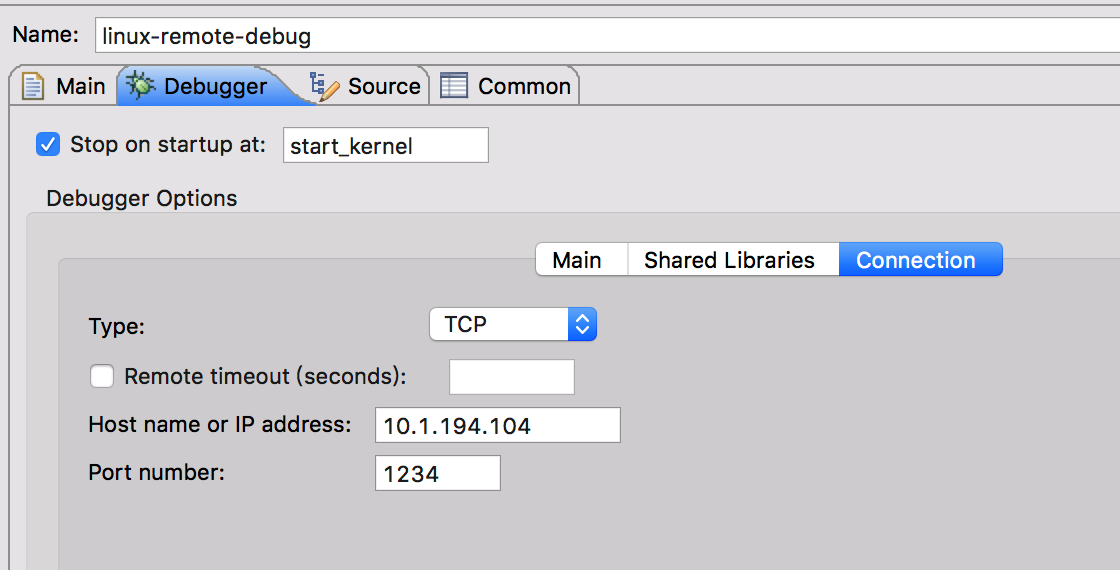 Name: linux-remote-debug
Main Debugger Source Common
Stop on startup at: start_kernel
Debugger Options
Main Shared Libraries Connection
Type: TCP
Remote timeout (seconds):
Host name or IP address: 10.1.194.104
Port number: 1234